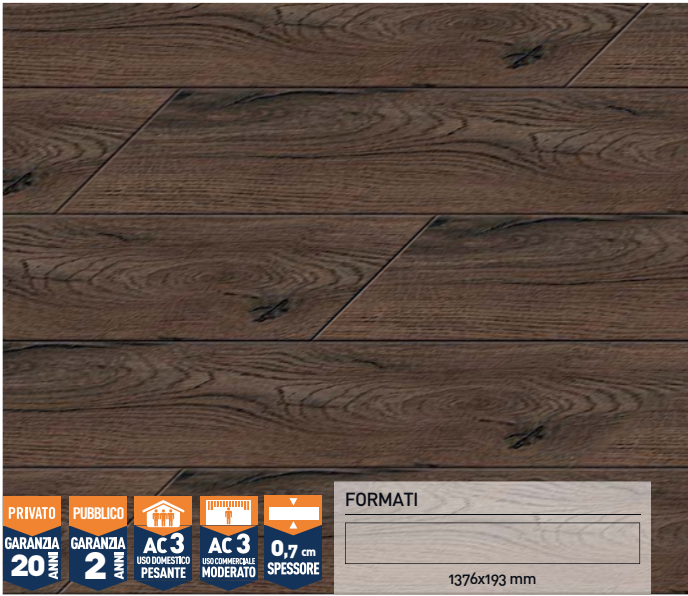 PRIVATO
GARANZIA
20 ANNI
PUBBLICO
GARANZIA
2 ANNI
AC 3
USO DOMESTICO
PESANTE
AC 3
USO COMMERCIALE
MODERATO
0,7 cm
SPESSORE
FORMATI
1376x193 mm